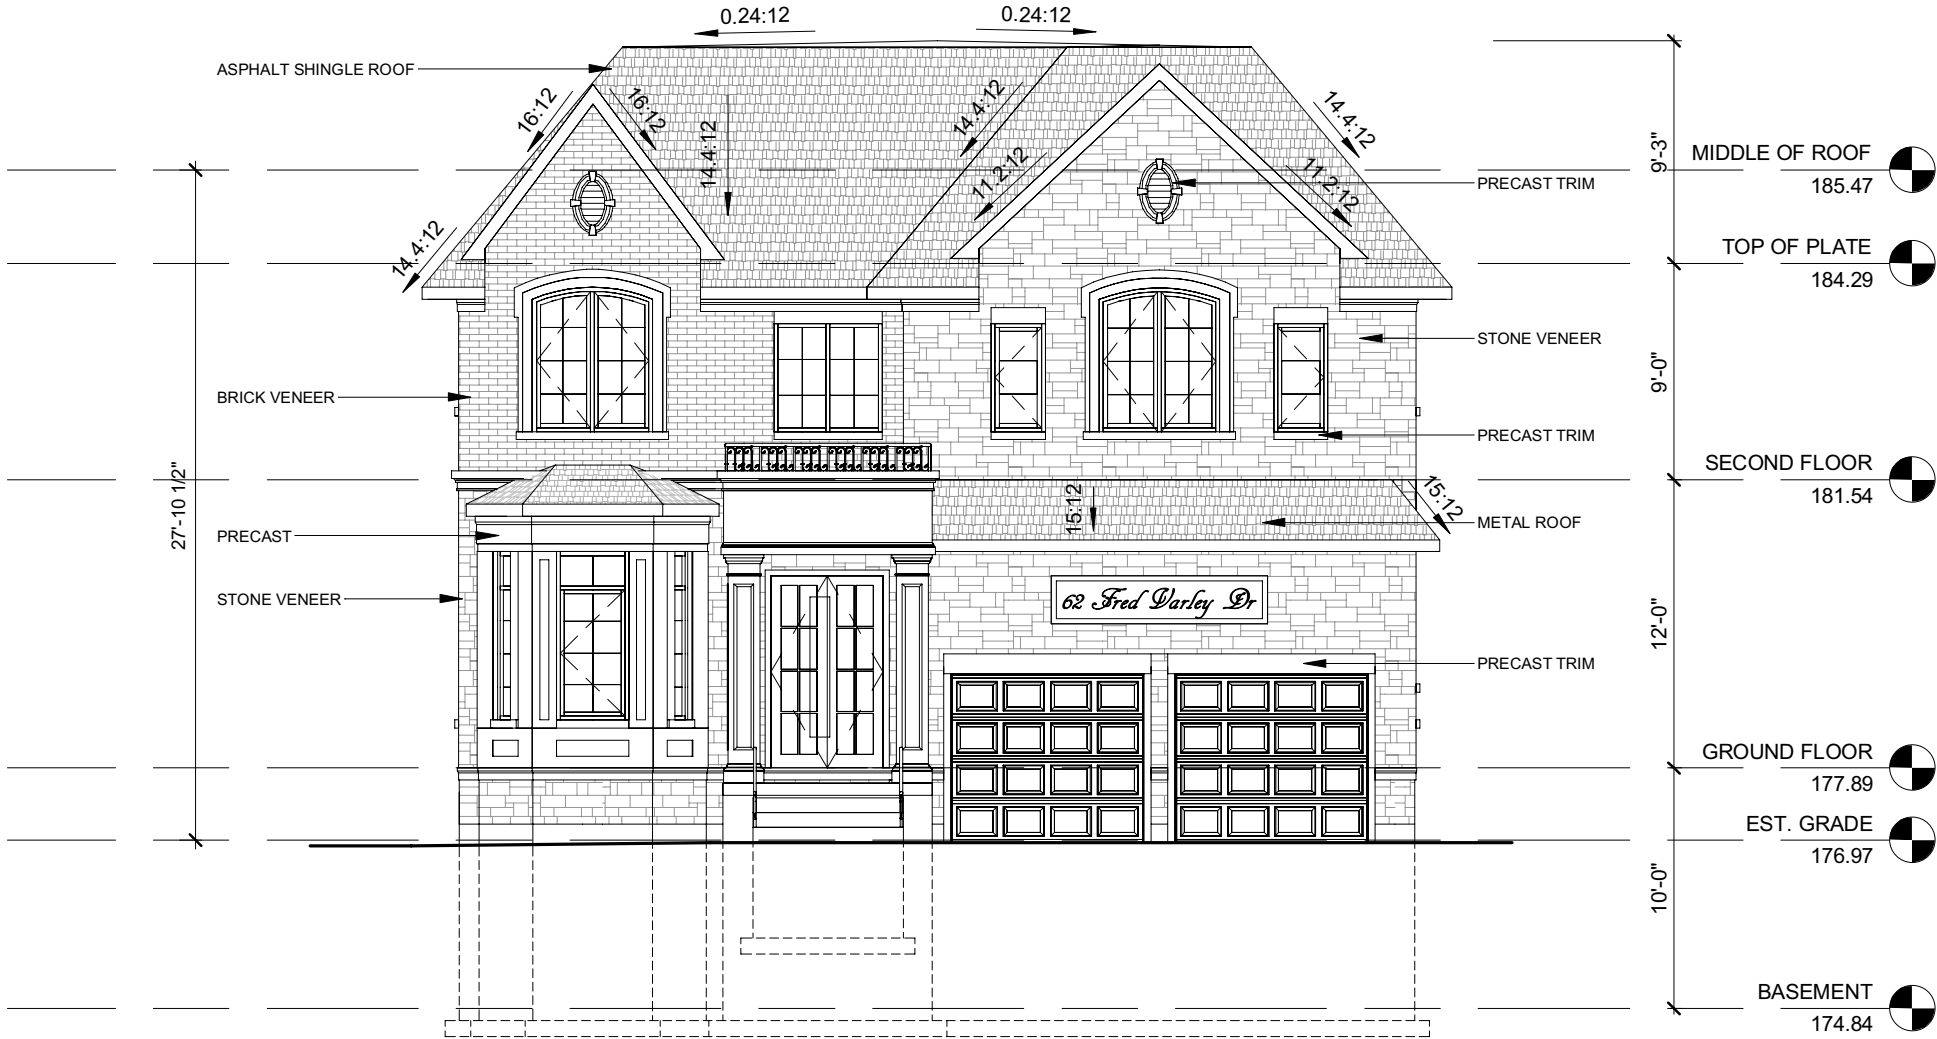 0.24:12
0.24:12
ASPHALT SHINGLE ROOF
16:12
16:12
14.4:12
14.4:12
14.4:12
9'-3"
MIDDLE OF ROOF
185.47
11.2:12
11.2:12
PRECAST TRIM
14.4:12
TOP OF PLATE
184.29
STONE VENEER
BRICK VENEER
9'-0"
PRECAST TRIM
SECOND FLOOR
181.54
27'-10 1/2"
15:12
15:12
PRECAST
METAL ROOF
STONE VENEER
62 Fred Varley Dr
12'-0"
PRECAST TRIM
GROUND FLOOR
177.89
EST. GRADE
176.97
10'-0"
BASEMENT
174.84